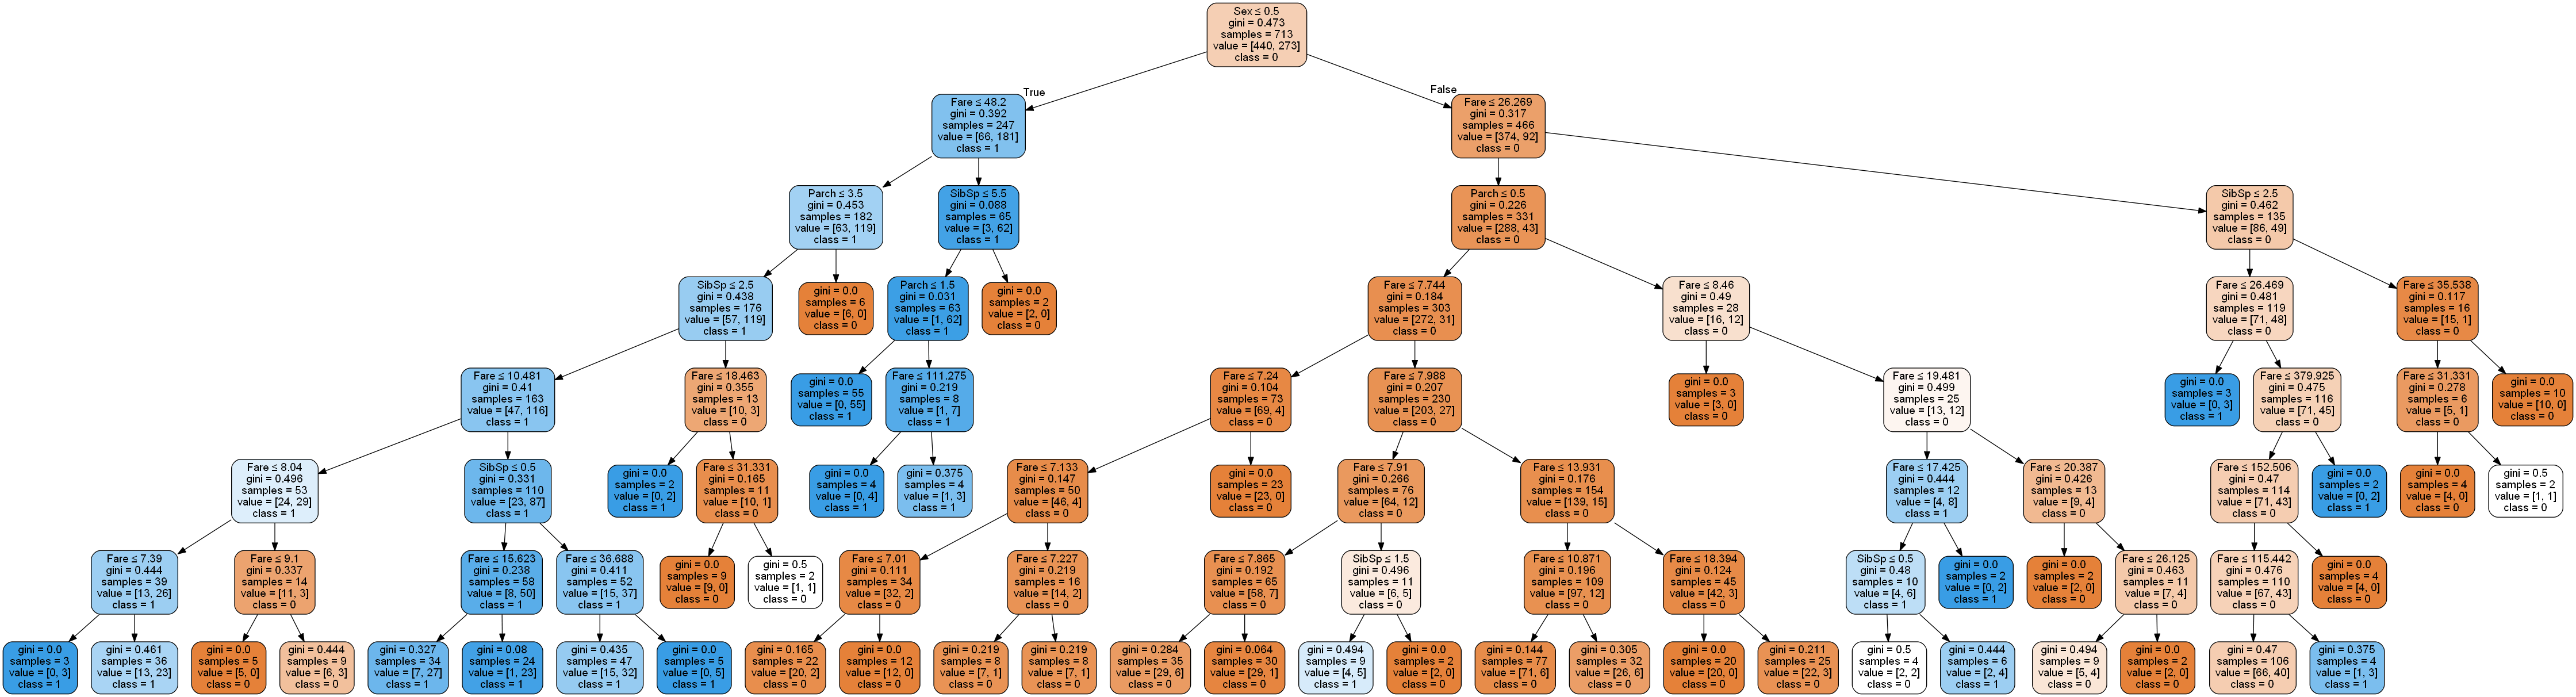 Sex ≤ 0.5
gini = 0.473
samples = 713
value = [440, 273]
class = 0
True
False
Fare ≤ 48.2
gini = 0.392
samples = 247
value = [66, 181]
class = 1
Fare ≤ 26.269
gini = 0.317
samples = 466
value = [374, 92]
class = 0
Parch ≤ 3.5
gini = 0.453
samples = 182
value = [63, 119]
class = 1
SibSp ≤ 5.5
gini = 0.088
samples = 65
value = [3, 62]
class = 1
Parch ≤ 0.5
gini = 0.226
samples = 331
value = [288, 43]
class = 0
SibSp ≤ 2.5
gini = 0.462
samples = 135
value = [86, 49]
class = 0
SibSp ≤ 2.5
gini = 0.438
samples = 176
value = [57, 119]
class = 1
gini = 0.0
samples = 6
value = [6, 0]
class = 0
Parch ≤ 1.5
gini = 0.031
samples = 63
value = [1, 62]
class = 1
gini = 0.0
samples = 2
value = [2, 0]
class = 0
Fare ≤ 7.744
gini = 0.184
samples = 303
value = [272, 31]
class = 0
Fare ≤ 8.46
gini = 0.49
samples = 28
value = [16, 12]
class = 0
Fare ≤ 26.469
gini = 0.481
samples = 119
value = [71, 48]
class = 0
Fare ≤ 35.538
gini = 0.117
samples = 16
value = [15, 1]
class = 0
Fare ≤ 10.481
gini = 0.41
samples = 163
value = [47, 116]
class = 1
Fare ≤ 18.463
gini = 0.355
samples = 13
value = [10, 3]
class = 0
gini = 0.0
samples = 55
value = [0, 55]
class = 1
Fare ≤ 111.275
gini = 0.219
samples = 8
value = [1, 7]
class = 1
Fare ≤ 7.24
gini = 0.104
samples = 73
value = [69, 4]
class = 0
Fare ≤ 7.988
gini = 0.207
samples = 230
value = [203, 27]
class = 0
gini = 0.0
samples = 3
value = [3, 0]
class = 0
Fare ≤ 19.481
gini = 0.499
samples = 25
value = [13, 12]
class = 0
gini = 0.0
samples = 3
value = [0, 3]
class = 1
Fare ≤ 379.925
gini = 0.475
samples = 116
value = [71, 45]
class = 0
Fare ≤ 31.331
gini = 0.278
samples = 6
value = [5, 1]
class = 0
gini = 0.0
samples = 10
value = [10, 0]
class = 0
Fare ≤ 8.04
gini = 0.496
samples = 53
value = [24, 29]
class = 1
SibSp ≤ 0.5
gini = 0.331
samples = 110
value = [23, 87]
class = 1
gini = 0.0
samples = 2
value = [0, 2]
class = 1
Fare ≤ 31.331
gini = 0.165
samples = 11
value = [10, 1]
class = 0
gini = 0.0
samples = 4
value = [0, 4]
class = 1
gini = 0.375
samples = 4
value = [1, 3]
class = 1
Fare ≤ 7.133
gini = 0.147
samples = 50
value = [46, 4]
class = 0
gini = 0.0
samples = 23
value = [23, 0]
class = 0
Fare ≤ 7.91
gini = 0.266
samples = 76
value = [64, 12]
class = 0
Fare ≤ 13.931
gini = 0.176
samples = 154
value = [139, 15]
class = 0
Fare ≤ 17.425
gini = 0.444
samples = 12
value = [4, 8]
class = 1
Fare ≤ 20.387
gini = 0.426
samples = 13
value = [9, 4]
class = 0
Fare ≤ 152.506
gini = 0.47
samples = 114
value = [71, 43]
class = 0
gini = 0.0
samples = 2
value = [0, 2]
class = 1
gini = 0.0
samples = 4
value = [4, 0]
class = 0
gini = 0.5
samples = 2
value = [1, 1]
class = 0
Fare ≤ 7.39
gini = 0.444
samples = 39
value = [13, 26]
class = 1
Fare ≤ 9.1
gini = 0.337
samples = 14
value = [11, 3]
class = 0
Fare ≤ 15.623
gini = 0.238
samples = 58
value = [8, 50]
class = 1
Fare ≤ 36.688
gini = 0.411
samples = 52
value = [15, 37]
class = 1
gini = 0.0
samples = 9
value = [9, 0]
class = 0
gini = 0.5
samples = 2
value = [1, 1]
class = 0
Fare ≤ 7.01
gini = 0.111
samples = 34
value = [32, 2]
class = 0
Fare ≤ 7.227
gini = 0.219
samples = 16
value = [14, 2]
class = 0
Fare ≤ 7.865
gini = 0.192
samples = 65
value = [58, 7]
class = 0
SibSp ≤ 1.5
gini = 0.496
samples = 11
value = [6, 5]
class = 0
Fare ≤ 10.871
gini = 0.196
samples = 109
value = [97, 12]
class = 0
Fare ≤ 18.394
gini = 0.124
samples = 45
value = [42, 3]
class = 0
SibSp ≤ 0.5
gini = 0.48
samples = 10
value = [4, 6]
class = 1
gini = 0.0
samples = 2
value = [0, 2]
class = 1
gini = 0.0
samples = 2
value = [2, 0]
class = 0
Fare ≤ 26.125
gini = 0.463
samples = 11
value = [7, 4]
class = 0
Fare ≤ 115.442
gini = 0.476
samples = 110
value = [67, 43]
class = 0
gini = 0.0
samples = 4
value = [4, 0]
class = 0
gini = 0.0
samples = 3
value = [0, 3]
class = 1
gini = 0.461
samples = 36
value = [13, 23]
class = 1
gini = 0.0
samples = 5
value = [5, 0]
class = 0
gini = 0.444
samples = 9
value = [6, 3]
class = 0
gini = 0.327
samples = 34
value = [7, 27]
class = 1
gini = 0.08
samples = 24
value = [1, 23]
class = 1
gini = 0.435
samples = 47
value = [15, 32]
class = 1
gini = 0.0
samples = 5
value = [0, 5]
class = 1
gini = 0.165
samples = 22
value = [20, 2]
class = 0
gini = 0.0
samples = 12
value = [12, 0]
class = 0
gini = 0.219
samples = 8
value = [7, 1]
class = 0
gini = 0.219
samples = 8
value = [7, 1]
class = 0
gini = 0.284
samples = 35
value = [29, 6]
class = 0
gini = 0.064
samples = 30
value = [29, 1]
class = 0
gini = 0.494
samples = 9
value = [4, 5]
class = 1
gini = 0.0
samples = 2
value = [2, 0]
class = 0
gini = 0.144
samples = 77
value = [71, 6]
class = 0
gini = 0.305
samples = 32
value = [26, 6]
class = 0
gini = 0.0
samples = 20
value = [20, 0]
class = 0
gini = 0.211
samples = 25
value = [22, 3]
class = 0
gini = 0.5
samples = 4
value = [2, 2]
class = 0
gini = 0.444
samples = 6
value = [2, 4]
class = 1
gini = 0.494
samples = 9
value = [5, 4]
class = 0
gini = 0.0
samples = 2
value = [2, 0]
class = 0
gini = 0.47
samples = 106
value = [66, 40]
class = 0
gini = 0.375
samples = 4
value = [1, 3]
class = 1